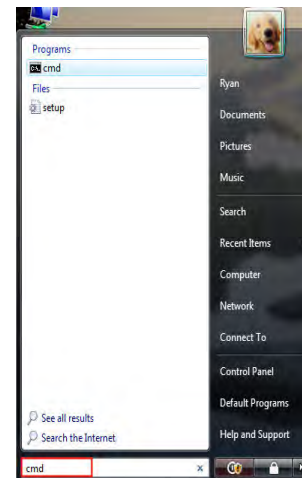 Programs
cmd
Files
setup
See all results
Search the Internet
cmd
Ryan
Documents
Pictures
Music
Search
Recent Items
Computer
Network
Connect To
Control Panel
Default Programs
Help and Support